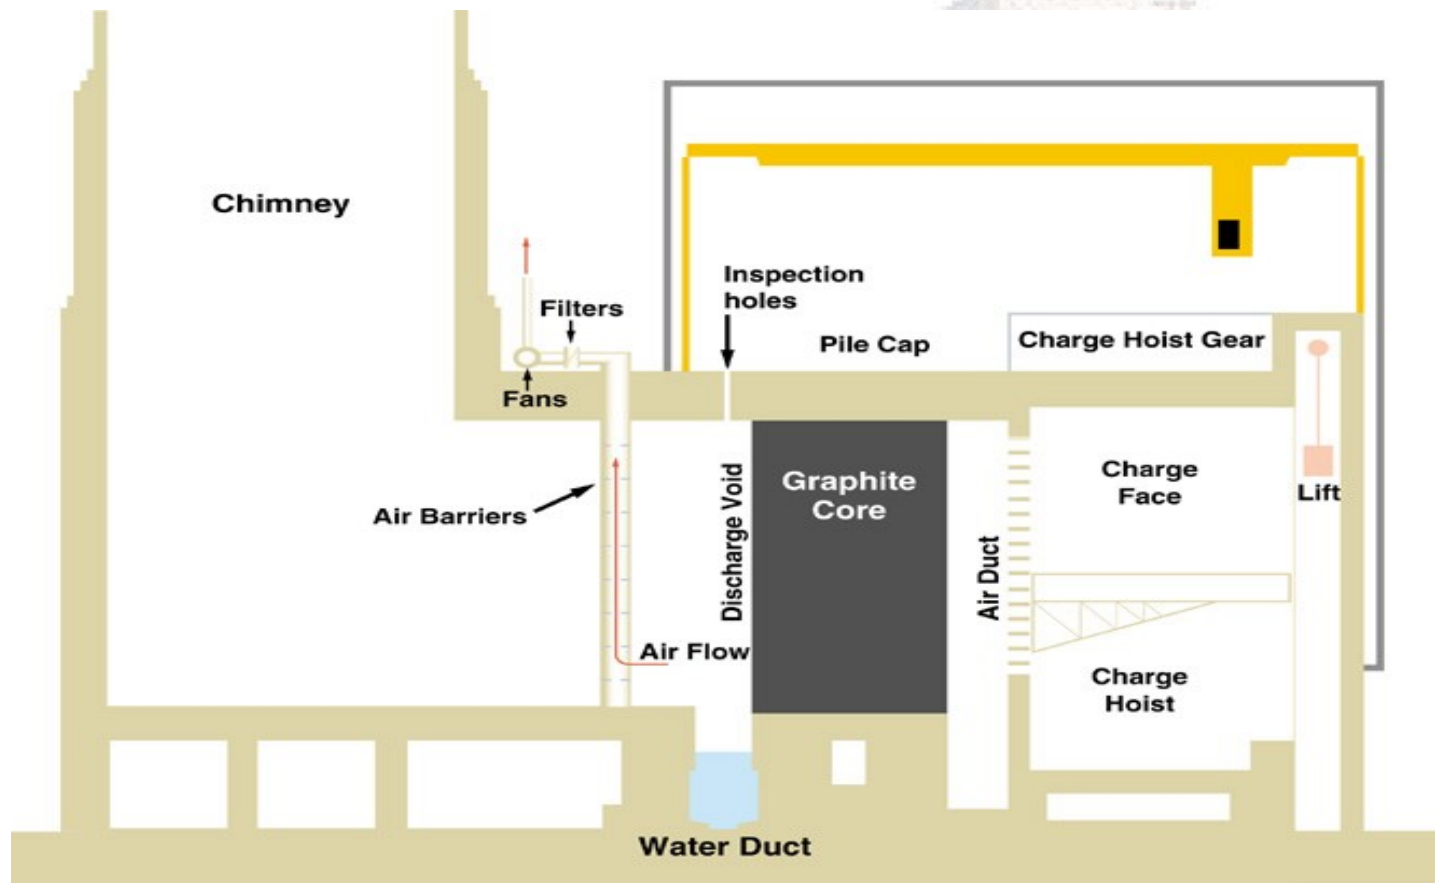 Chimney
Inspection
holes
Filters
Pile Cap
Charge Hoist Gear
Fans
Charge
Face
Graphite
Core
Lift
Discharge Void
Air Barriers
Air Duct
Air Flow
Charge
Hoist
Water Duct